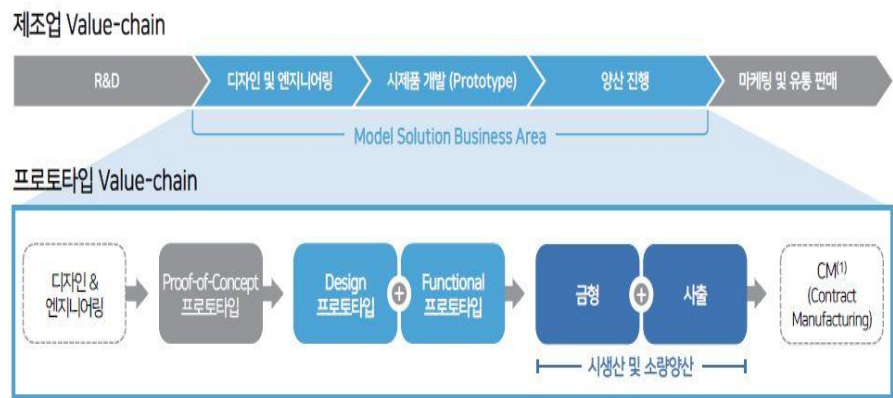 제조업 Value-chain
R&D
디자인 및 엔지니어링
시제품 개발 (Prototype)
양산 진행
마케팅 및 유통 판매
Model Solution Business Area
프로토타입 Value-chain
디자인 &
엔지니어링
Proof-of-Concept
프로토타입
Design
프로토타입
+
Functional
프로토타입
금형
+
사출
CM(1)
(Contract
Manufacturing)
시생산 및 소량양산